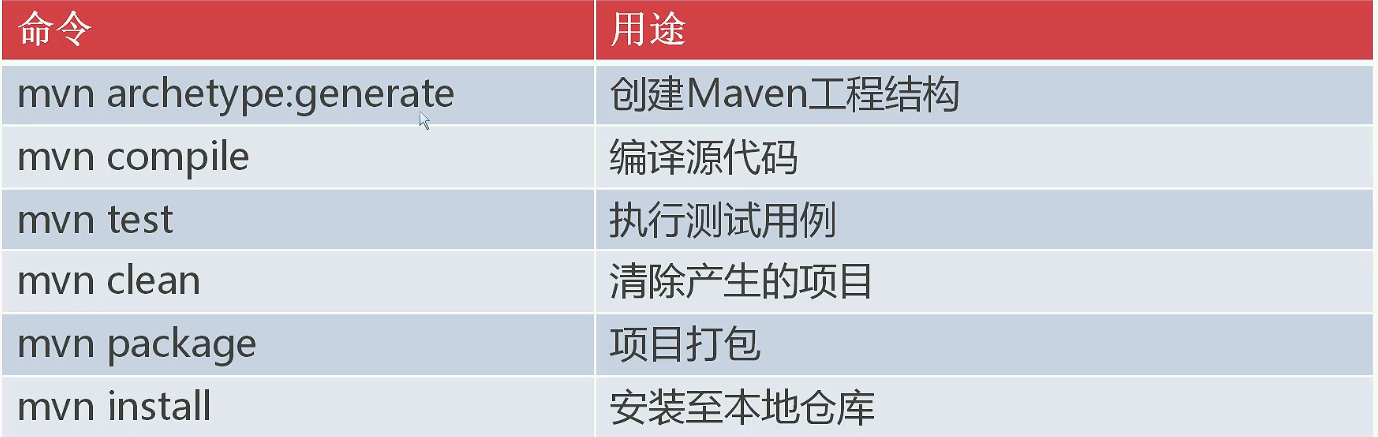 命令 用途
mvn archetype:generate 创建Maven工程结构
mvn compile 编译源代码
mvn test 执行测试用例
mvn clean 清除产生的项目
mvn package 项目打包
mvn install 安装至本地仓库